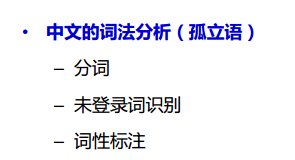 • 中文的词法分析（孤立语）
– 分词
– 未登录词识别
– 词性标注